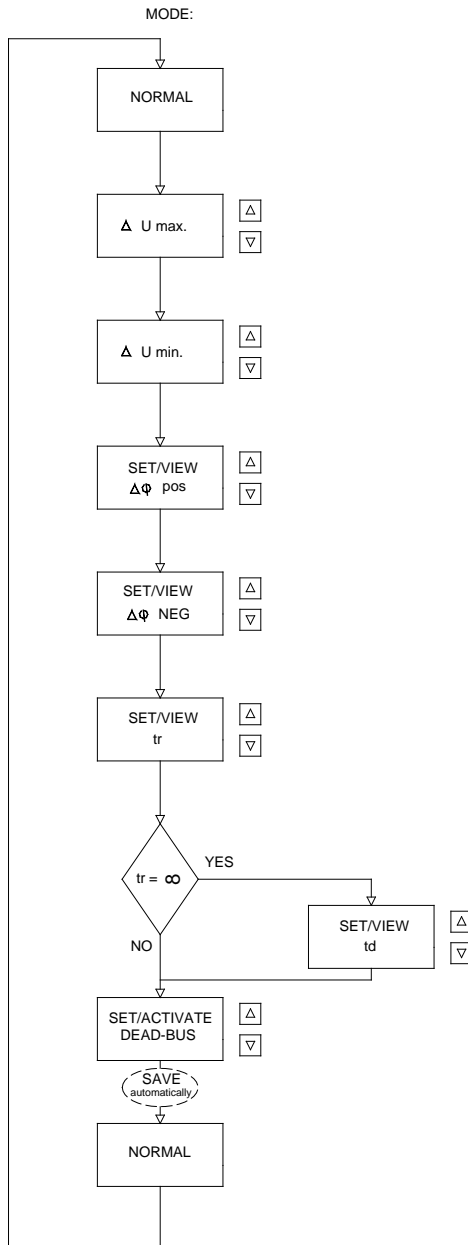 MODE:
NORMAL
Δ U max.
Δ U min.
SET/VIEW
Δφ pos
SET/VIEW
Δφ NEG
SET/VIEW
tr
tr = ∞
YES
NO
SET/VIEW
td
SET/ACTIVATE
DEAD-BUS
SAVE
automatically
NORMAL